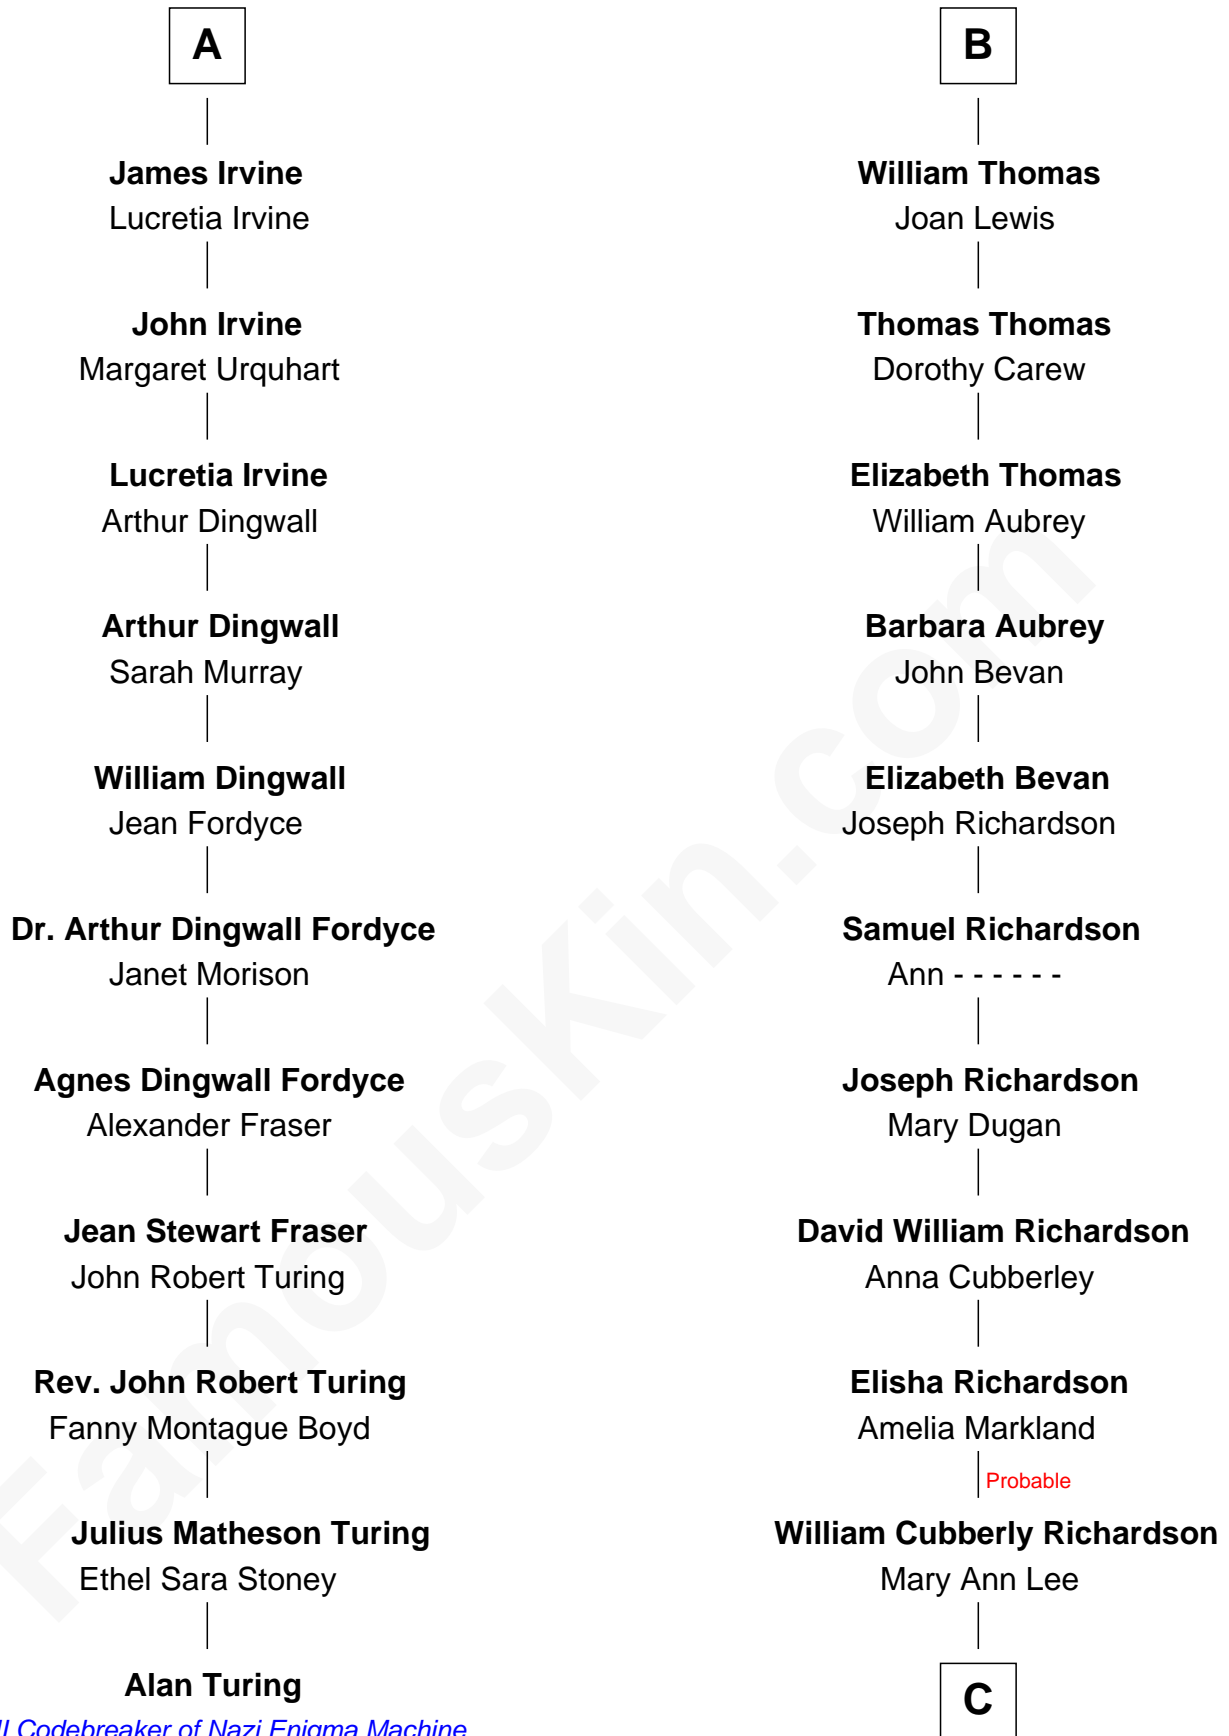 A
James Irvine
Lucretia Irvine
John Irvine
Margaret Urquhart
Lucretia Irvine
Arthur Dingwall
Arthur Dingwall
Sarah Murray
William Dingwall
Jean Fordyce
Dr. Arthur Dingwall Fordyce
Janet Morison
Agnes Dingwall Fordyce
Alexander Fraser
Jean Stewart Fraser
John Robert Turing
Rev. John Robert Turing
Fanny Montague Boyd
Julius Matheson Turing
Ethel Sara Stoney
Alan Turing
Codebreaker of Nazi Enigma Machine
B
William Thomas
Joan Lewis
Thomas Thomas
Dorothy Carew
Elizabeth Thomas
William Aubrey
Barbara Aubrey
John Bevan
Elizabeth Bevan
Joseph Richardson
Samuel Richardson
Ann - - - - - -
Joseph Richardson
Mary Dugan
David William Richardson
Anna Cubberley
Elisha Richardson
Amelia Markland
Probable
William Cubberly Richardson
Mary Ann Lee
C
FamousKin.com